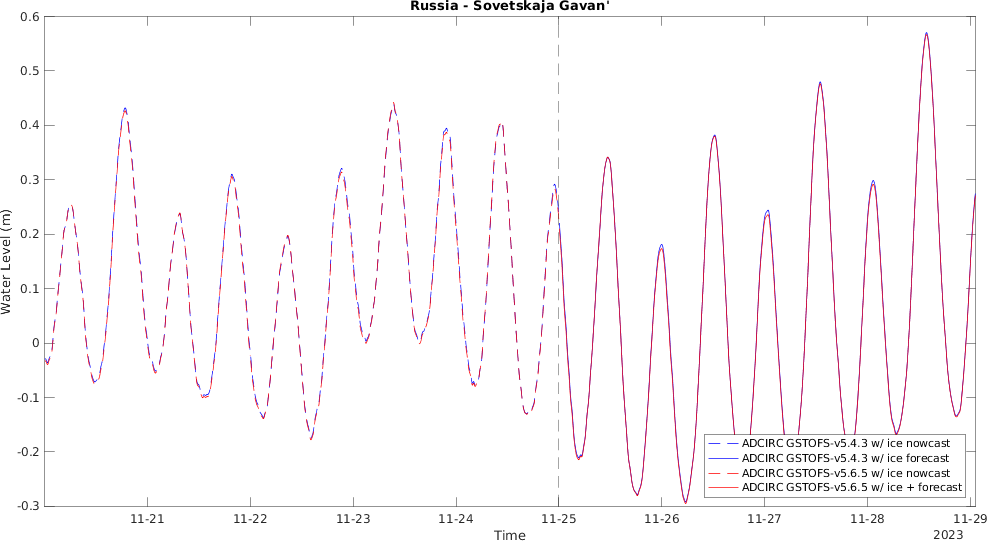 Russia - Sovetskaja Gavan'
0.6
0.5
0.4
0.3
0.2
0.1
0
-0.1
-0.2
-0.3
Water Level (m)
ADCIRC GSTOFS-v5.4.3 w/ ice nowcast
ADCIRC GSTOFS-v5.4.3 w/ ice forecast
ADCIRC GSTOFS-v5.6.5 w/ ice nowcast
ADCIRC GSTOFS-v5.6.5 w/ ice + forecast
11-21 11-22 11-23 11-24 11-25 11-26 11-27 11-28 11-29
Time
2023